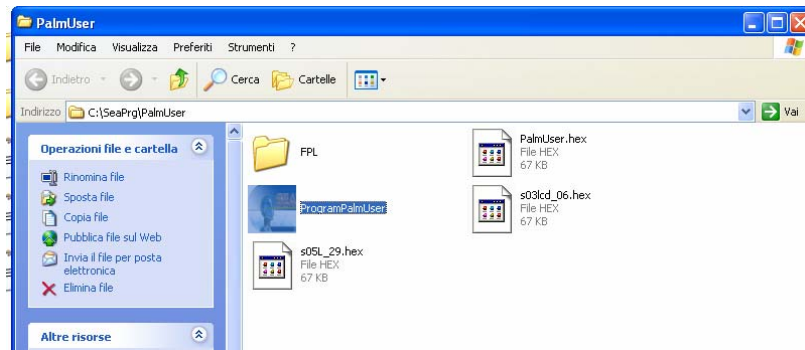 PalmUser
File Modifica Visualizza Preferiti Strumenti ?
Indietro Cerca Cartelle
Indirizzo C:\SeaPrg\PalmUser Vai
Operazioni file e cartella
Rinomina file
Sposta file
Copia file
Pubblica file sul Web
Invia il file per posta
elettronica
Elimina file
Altre risorse
FPL
PalmUser.hex
File HEX
67 KB
ProgramPalmUser
s03lcd_06.hex
File HEX
67 KB
s05L_29.hex
File HEX
67 KB